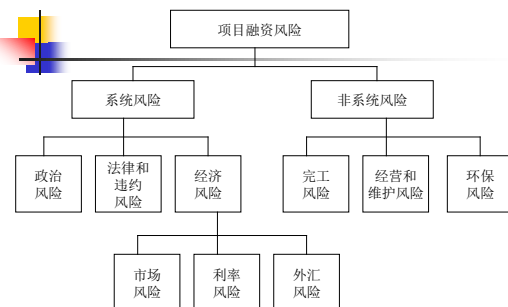 项目融资风险
系统风险
非系统风险
政治
风险
法律和
违约
风险
经济
风险
完工
风险
经营和
维护风险
环保
风险
市场
风险
利率
风险
外汇
风险